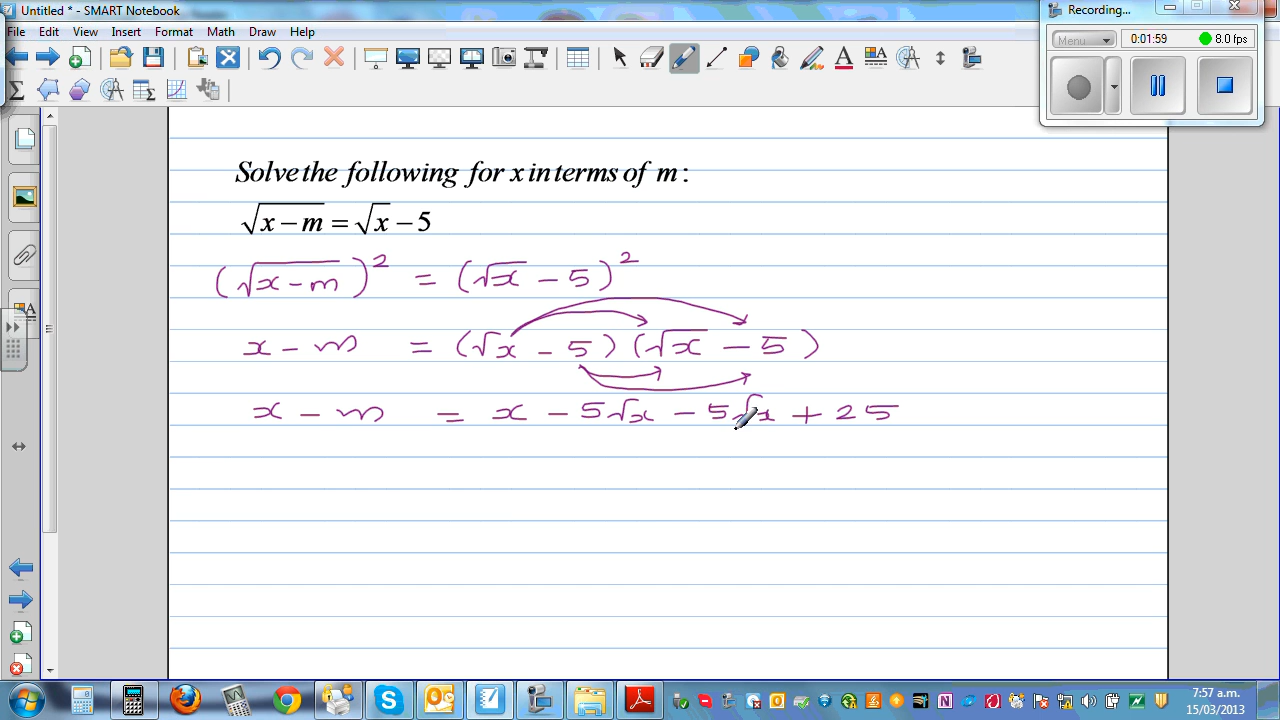 Untitled * - SMART Notebook
Recording...
File Edit View Insert Format Math Draw Help
Menu 0:01:59 8.0 fps
Solve the following for x in terms of m:
√x − m = √x − 5
(√x − m)² = (√x − 5)²
x − m = (√x − 5)(√x − 5)
x − m = x − 5√x − 5√x + 25
7:57 a.m.
15/03/2013